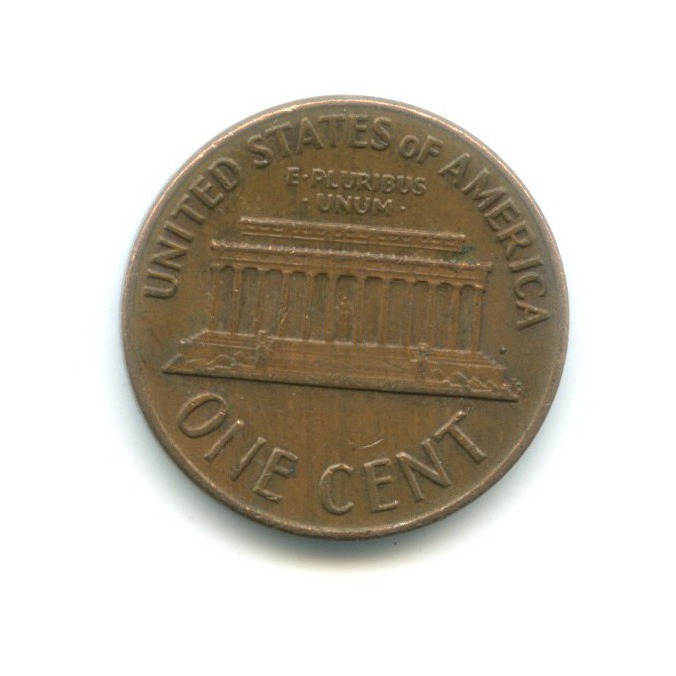 UNITED STATES OF AMERICA
E·PLURIBUS
·UNUM·
ONE CENT